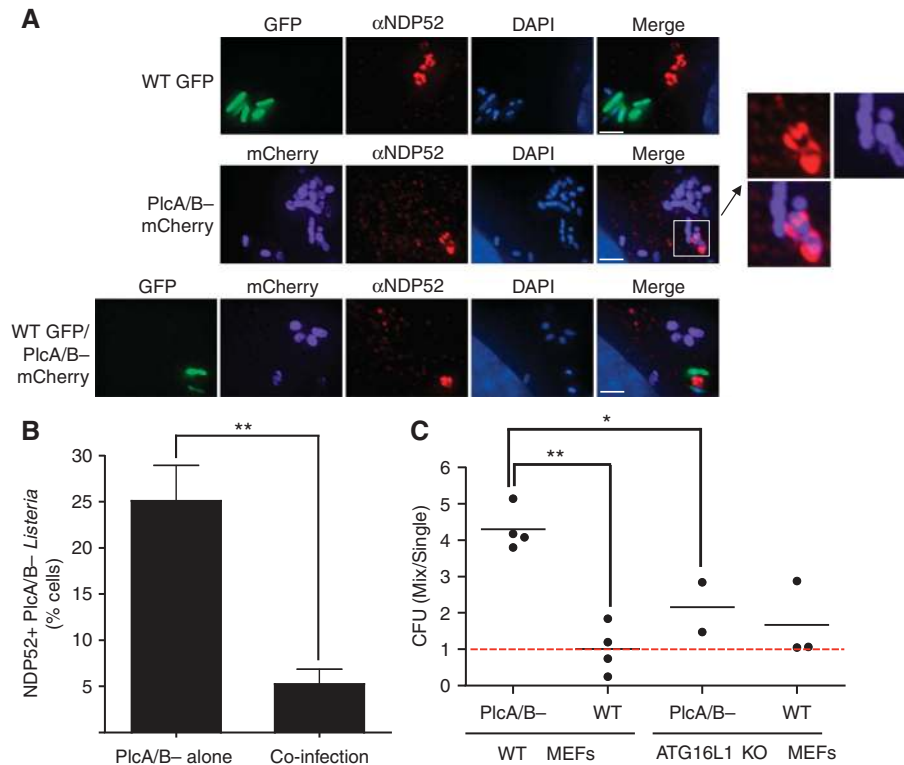 A
GFP αNDP52 DAPI Merge
WT GFP
mCherry αNDP52 DAPI Merge
PlcA/B–
mCherry
GFP mCherry αNDP52 DAPI Merge
WT GFP/
PlcA/B–
mCherry
B
**
NDP52+ PlcA/B– Listeria
(% cells)
30
25
20
15
10
5
PlcA/B– alone Co-infection
C
*
**
CFU (Mix/Single)
6
5
4
3
2
1
0
PlcA/B– WT PlcA/B– WT
WT MEFs ATG16L1 KO MEFs